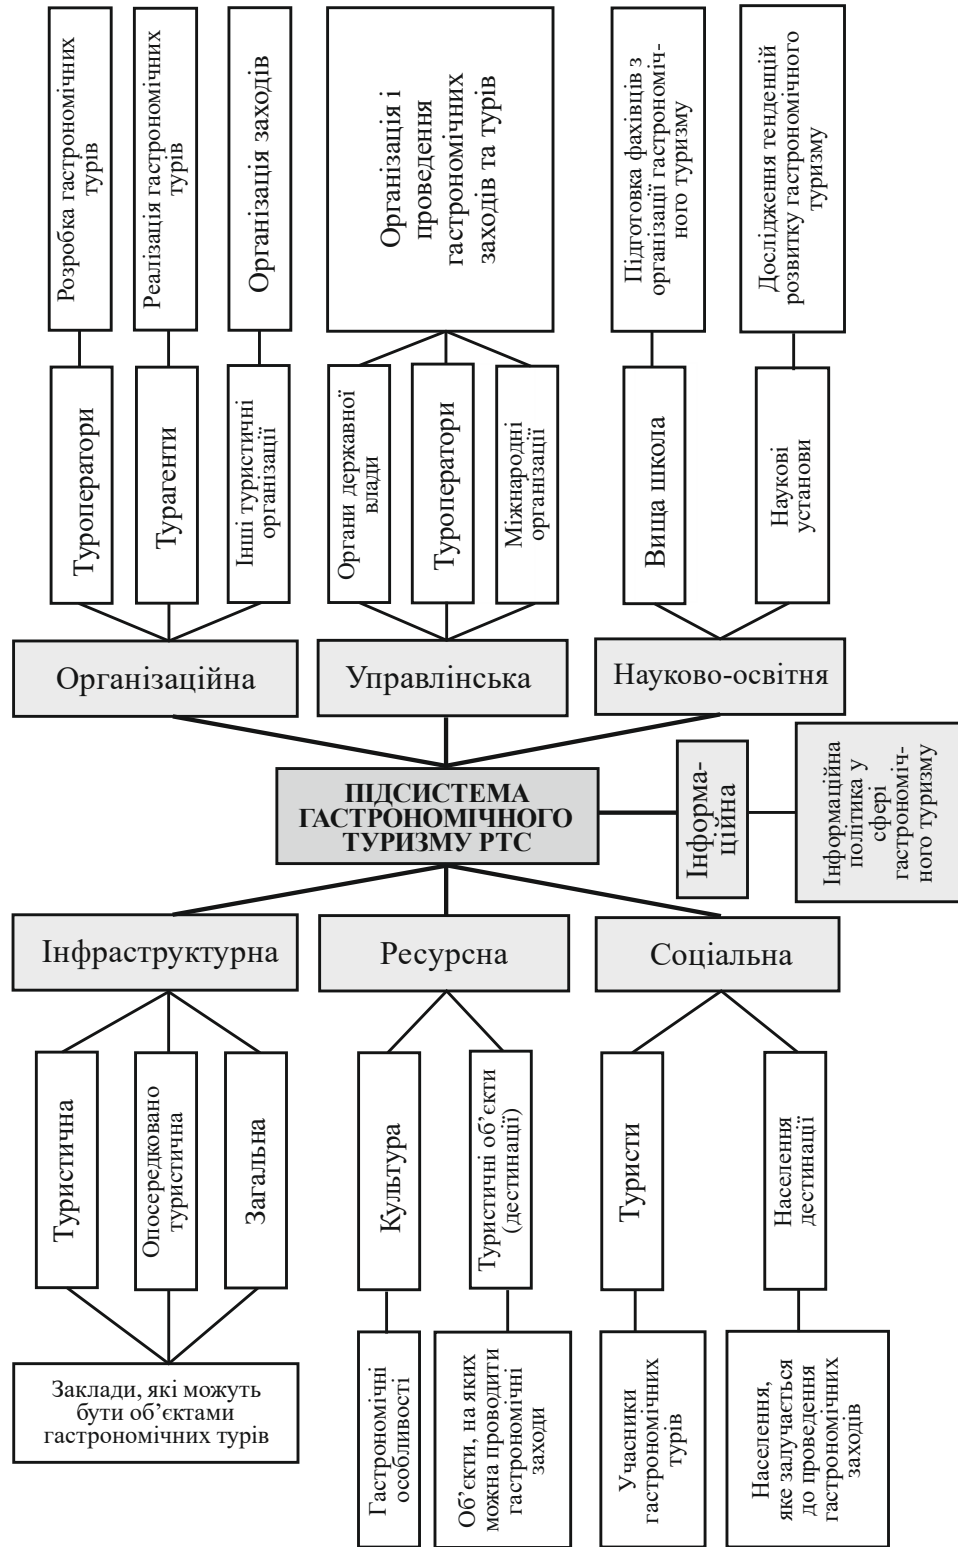 Розробка гастрономічних
турів
Реалізація гастрономічних
турів
Організація заходів
Організація і
проведення
гастрономічних
заходів та турів
Підготовка фахівців з
організації гастрономіч-
ного туризму
Дослідження тенденцій
розвитку гастрономічного
туризму
Туроператори
Турагенти
Інші туристичні
організації
Органи державної
влади
Туроператори
Міжнародні
організації
Вища школа
Наукові
установи
Організаційна
Управлінська
Науково-освітня
ПІДСИСТЕМА
ГАСТРОНОМІЧНОГО
ТУРИЗМУ РТС
Інформа-
ційна
Інформаційна
політика у
сфері
гастрономіч-
ного туризму
Інфраструктурна
Ресурсна
Соціальна
Туристична
Опосередковано
туристична
Загальна
Культура
Туристичні об’єкти
(дестинації)
Туристи
Населення
дестинації
Заклади, які можуть
бути об’єктами
гастрономічних турів
Гастрономічні
особливості
Об’єкти, на яких
можна проводити
гастрономічні
заходи
Учасники
гастрономічних
турів
Населення,
яке залучається
до проведення
гастрономічних
заходів